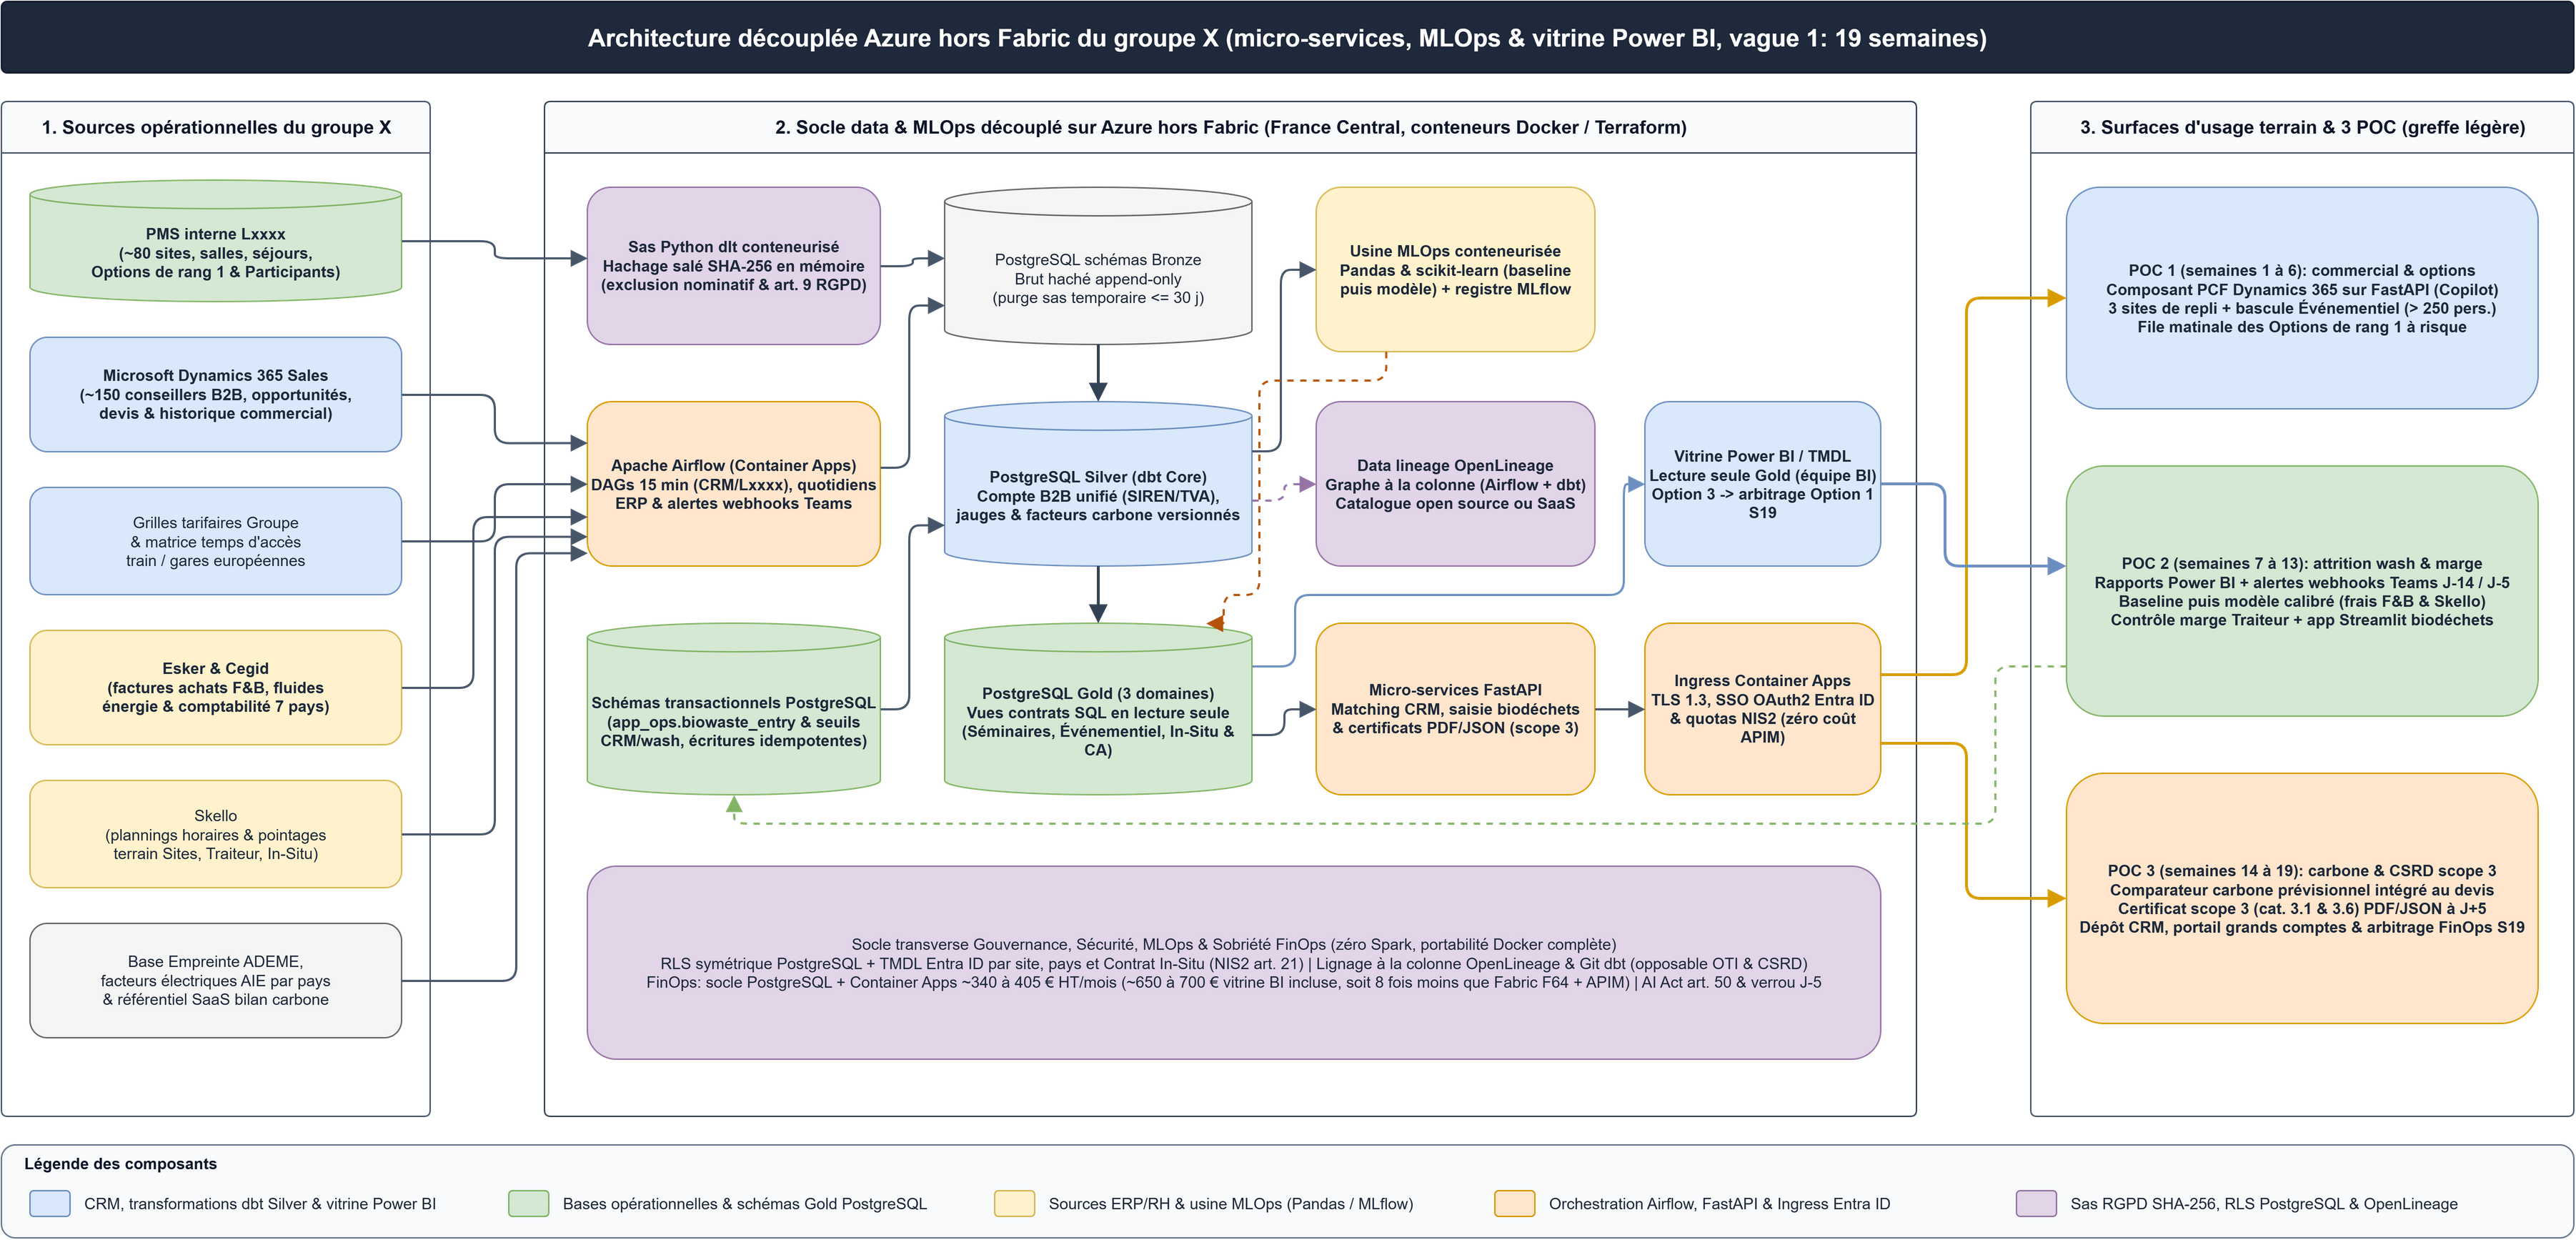 Architecture découplée Azure hors Fabric du groupe X (micro-services, MLOps & vitrine Power BI, vague 1: 19 semaines)
1. Sources opérationnelles du groupe X
PMS interne Lxxxx
(~80 sites, salles, séjours,
Options de rang 1 & Participants)
Microsoft Dynamics 365 Sales
(~150 conseillers B2B, opportunités,
devis & historique commercial)
Grilles tarifaires Groupe
& matrice temps d'accès
train / gares européennes
Esker & Cegid
(factures achats F&B, fluides
énergie & comptabilité 7 pays)
Skello
(plannings horaires & pointages
terrain Sites, Traiteur, In-Situ)
Base Empreinte ADEME,
facteurs électriques AIE par pays
& référentiel SaaS bilan carbone
2. Socle data & MLOps découplé sur Azure hors Fabric (France Central, conteneurs Docker / Terraform)
Sas Python dlt conteneurisé
Hachage salé SHA-256 en mémoire
(exclusion nominatif & art. 9 RGPD)
PostgreSQL schémas Bronze
Brut haché append-only
(purge sas temporaire <= 30 j)
Usine MLOps conteneurisée
Pandas & scikit-learn (baseline
puis modèle) + registre MLflow
Apache Airflow (Container Apps)
DAGs 15 min (CRM/Lxxxx), quotidiens
ERP & alertes webhooks Teams
PostgreSQL Silver (dbt Core)
Compte B2B unifié (SIREN/TVA),
jauges & facteurs carbone versionnés
Data lineage OpenLineage
Graphe à la colonne (Airflow + dbt)
Catalogue open source ou SaaS
Vitrine Power BI / TMDL
Lecture seule Gold (équipe BI)
Option 3 -> arbitrage Option 1
S19
Schémas transactionnels PostgreSQL
(app_ops.biowaste_entry & seuils
CRM/wash, écritures idempotentes)
PostgreSQL Gold (3 domaines)
Vues contrats SQL en lecture seule
(Séminaires, Événementiel, In-Situ &
CA)
Micro-services FastAPI
Matching CRM, saisie biodéchets
& certificats PDF/JSON (scope 3)
Ingress Container Apps
TLS 1.3, SSO OAuth2 Entra ID
& quotas NIS2 (zéro coût
APIM)
Socle transverse Gouvernance, Sécurité, MLOps & Sobriété FinOps (zéro Spark, portabilité Docker complète)
RLS symétrique PostgreSQL + TMDL Entra ID par site, pays et Contrat In-Situ (NIS2 art. 21) | Lignage à la colonne OpenLineage & Git dbt (opposable OTI & CSRD)
FinOps: socle PostgreSQL + Container Apps ~340 à 405 € HT/mois (~650 à 700 € vitrine BI incluse, soit 8 fois moins que Fabric F64 + APIM) | AI Act art. 50 & verrou J-5
3. Surfaces d'usage terrain & 3 POC (greffe légère)
POC 1 (semaines 1 à 6): commercial & options
Composant PCF Dynamics 365 sur FastAPI (Copilot)
3 sites de repli + bascule Événementiel (> 250 pers.)
File matinale des Options de rang 1 à risque
POC 2 (semaines 7 à 13): attrition wash & marge
Rapports Power BI + alertes webhooks Teams J-14 / J-5
Baseline puis modèle calibré (frais F&B & Skello)
Contrôle marge Traiteur + app Streamlit biodéchets
POC 3 (semaines 14 à 19): carbone & CSRD scope 3
Comparateur carbone prévisionnel intégré au devis
Certificat scope 3 (cat. 3.1 & 3.6) PDF/JSON à J+5
Dépôt CRM, portail grands comptes & arbitrage FinOps S19
Légende des composants
CRM, transformations dbt Silver & vitrine Power BI
Bases opérationnelles & schémas Gold PostgreSQL
Sources ERP/RH & usine MLOps (Pandas / MLflow)
Orchestration Airflow, FastAPI & Ingress Entra ID
Sas RGPD SHA-256, RLS PostgreSQL & OpenLineage